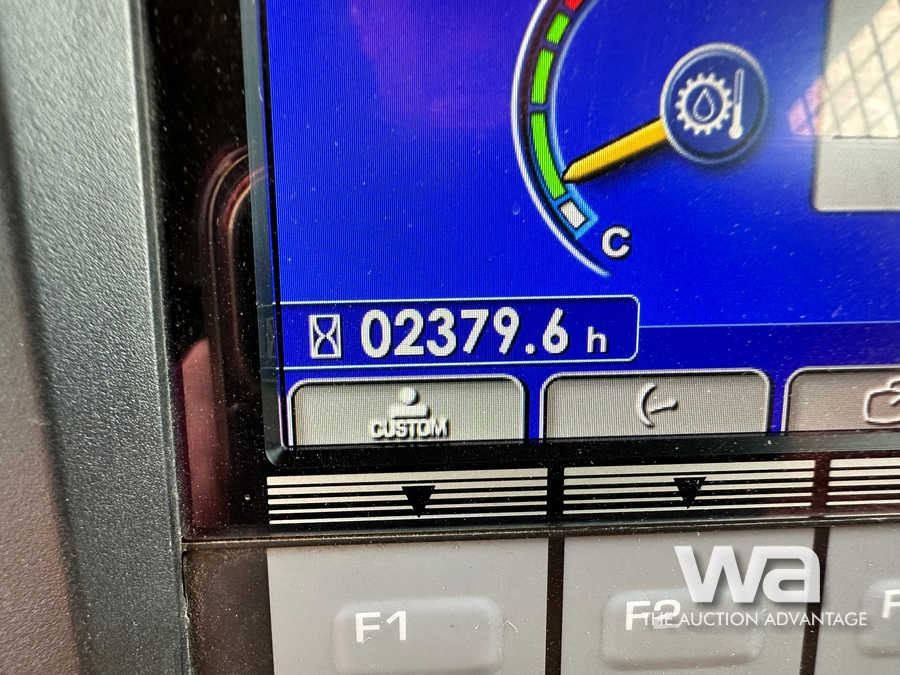 C
02379.6 h
CUSTOM
F1
F2
F
wa
THE AUCTION ADVANTAGE